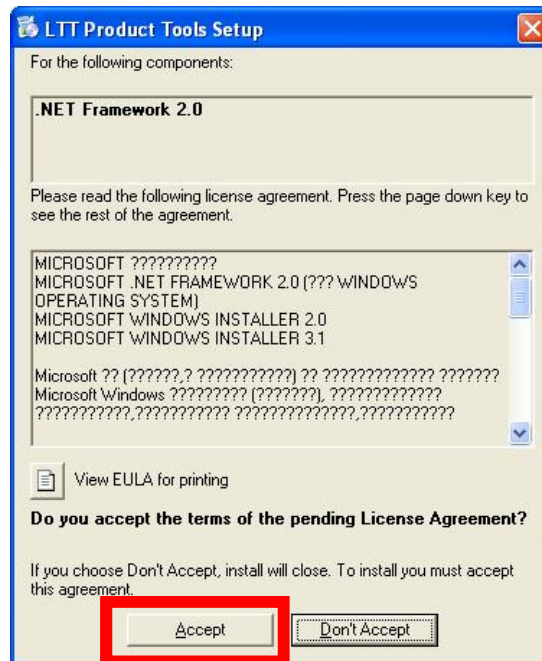 LTT Product Tools Setup
For the following components:
.NET Framework 2.0
Please read the following license agreement. Press the page down key to
see the rest of the agreement.
MICROSOFT ??????????
MICROSOFT .NET FRAMEWORK 2.0 (??? WINDOWS
OPERATING SYSTEM)
MICROSOFT WINDOWS INSTALLER 2.0
MICROSOFT WINDOWS INSTALLER 3.1
Microsoft ?? (??????,? ???????????) ?? ????????????? ???????
Microsoft Windows ????????? (???????), ?????????????
???????????,??????????? ??????????????,???????????
View EULA for printing
Do you accept the terms of the pending License Agreement?
If you choose Don't Accept, install will close. To install you must accept
this agreement.
Accept
Don't Accept